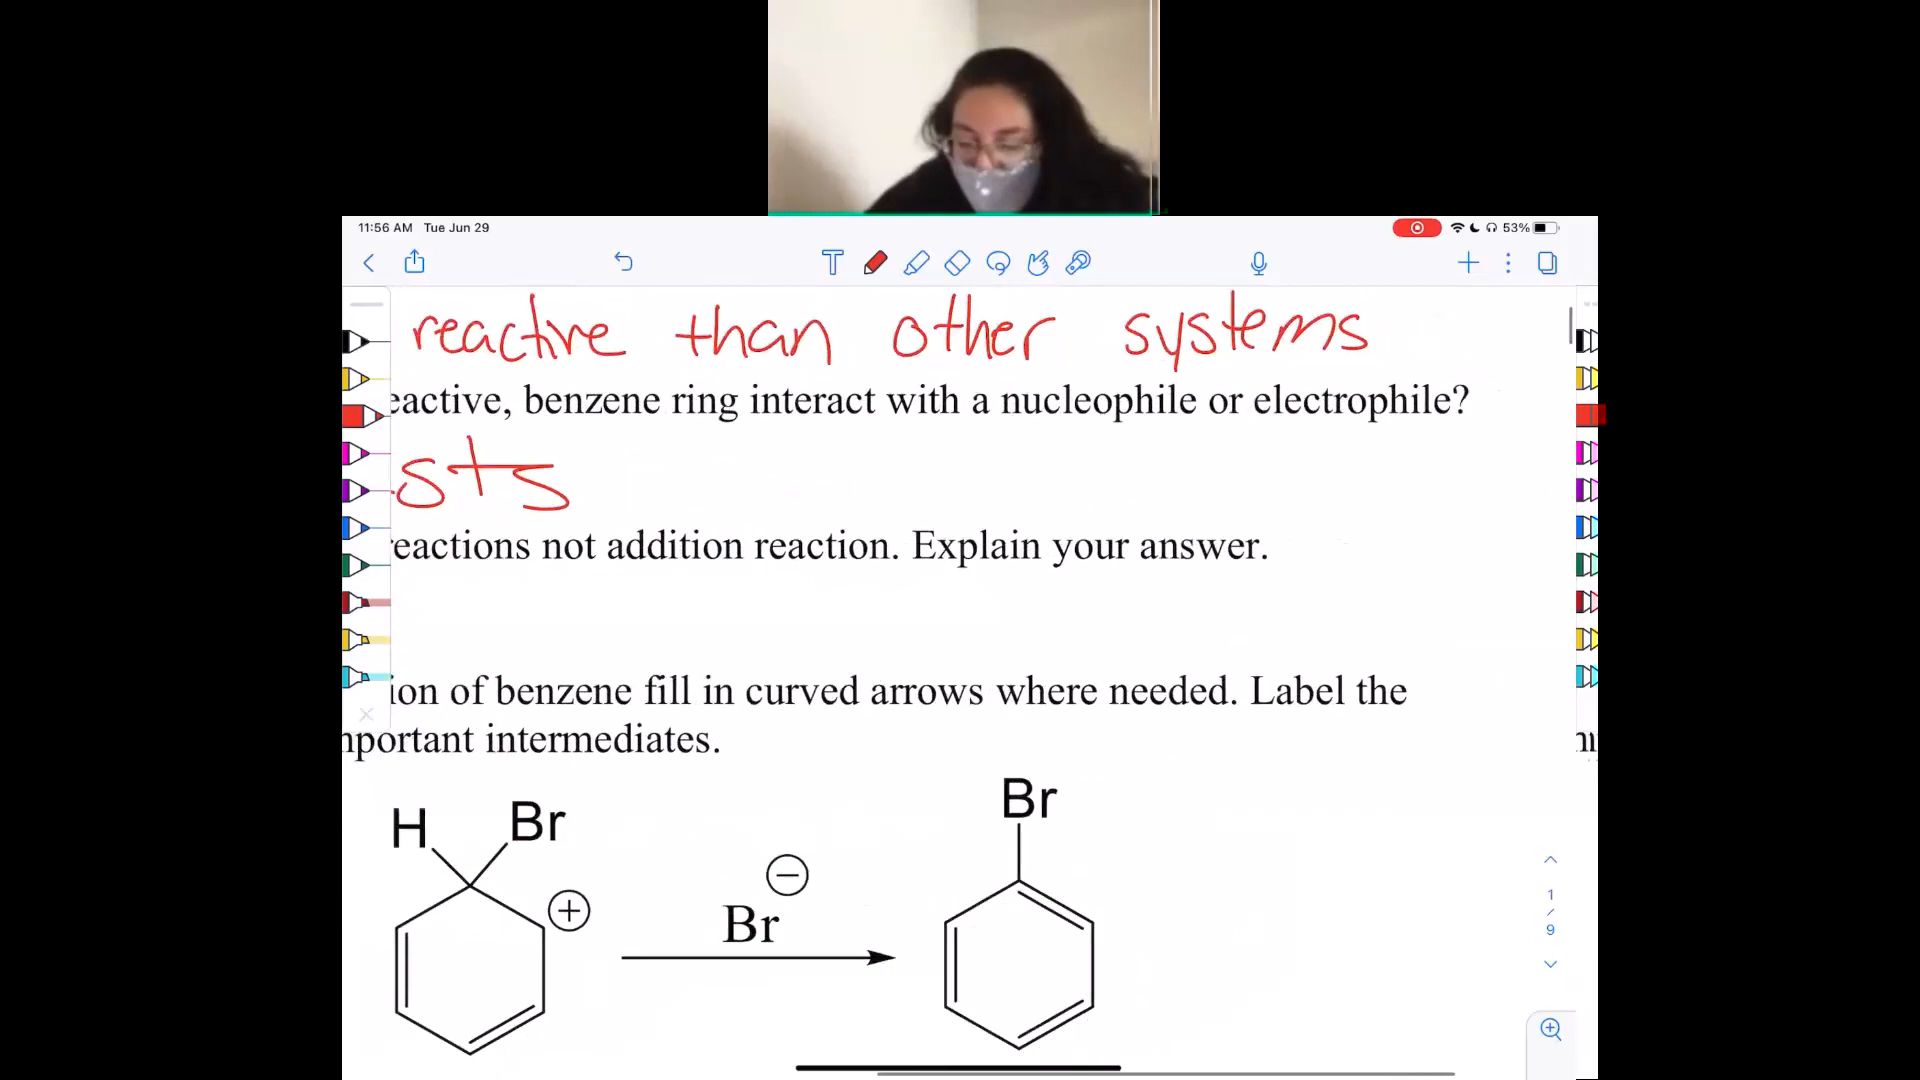 11:56 AM Tue Jun 29
53%
T
reactive than other systems
eactive, benzene ring interact with a nucleophile or electrophile?
sts
reactions not addition reaction. Explain your answer.
ion of benzene fill in curved arrows where needed. Label the
mportant intermediates.
Br
H Br
⊖
⊕
Br
1
/
9